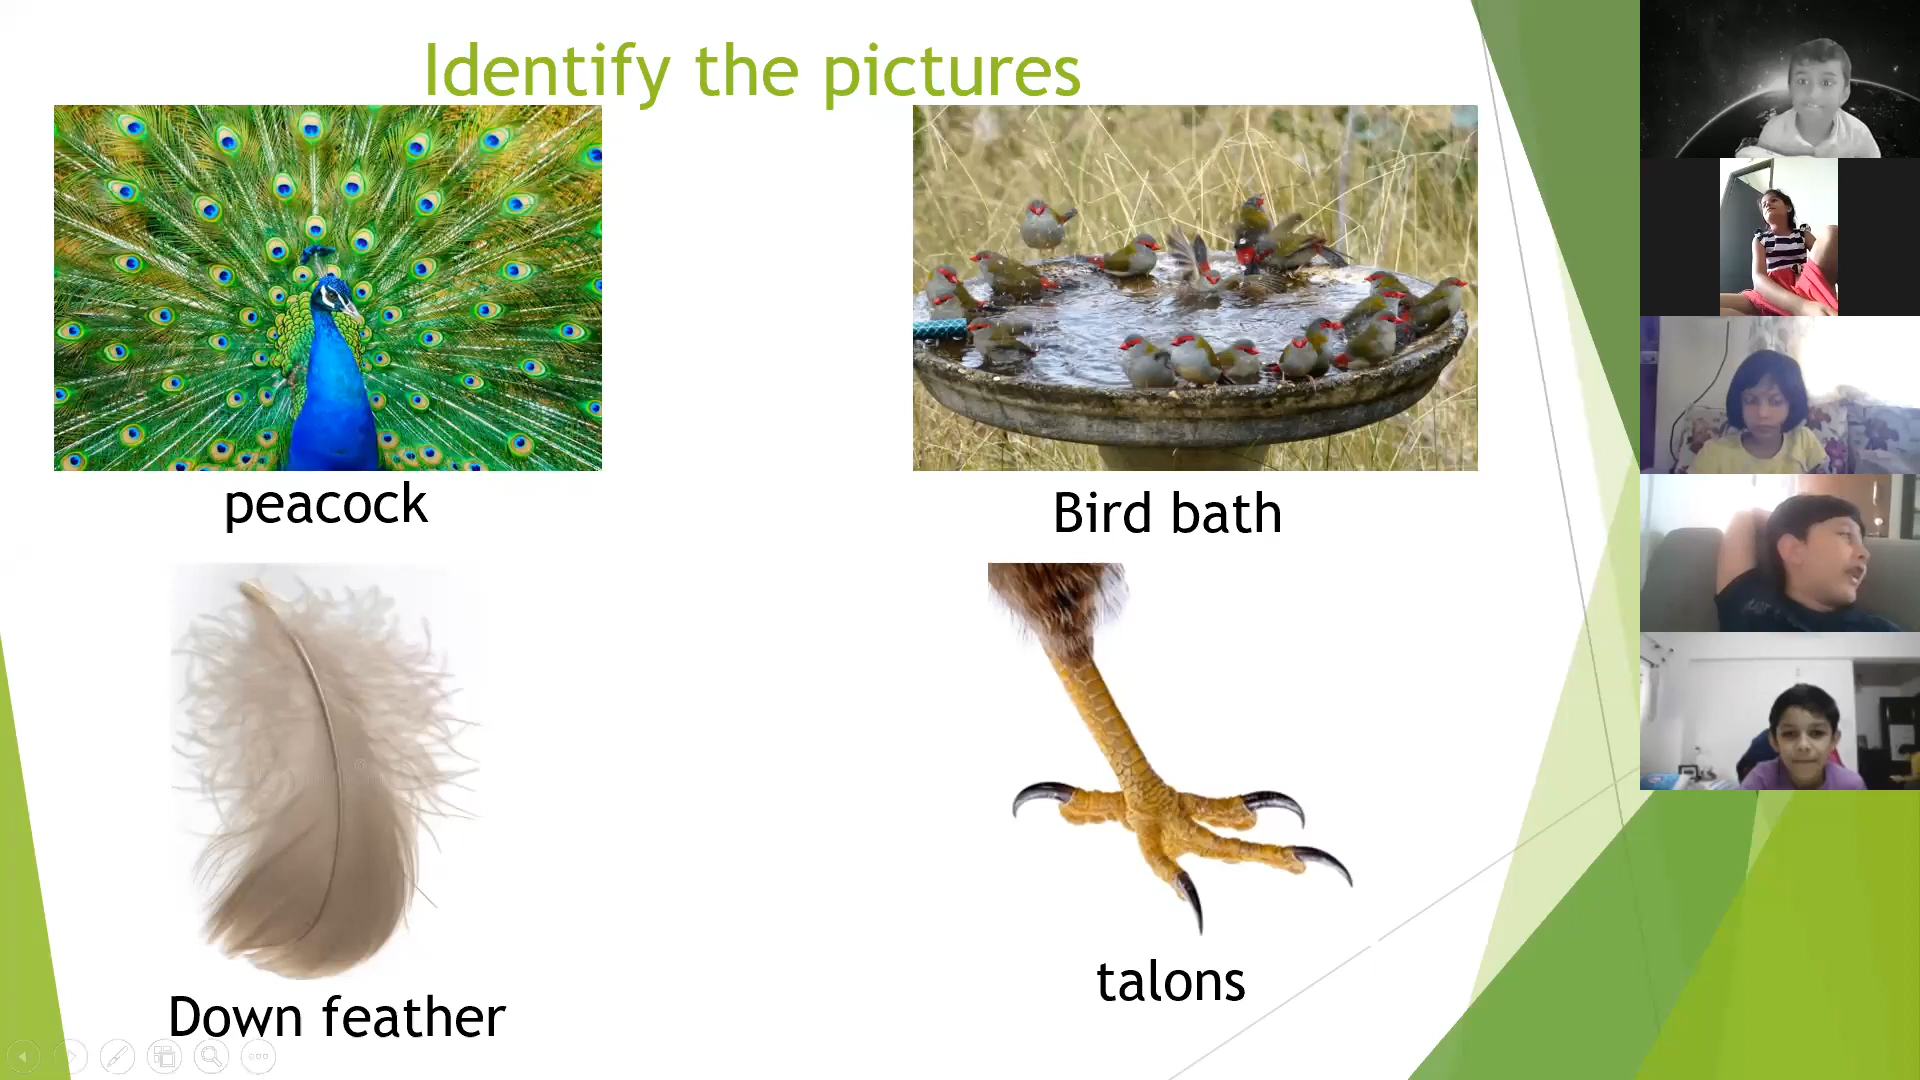 Identify the pictures
peacock
Bird bath
Down feather
talons